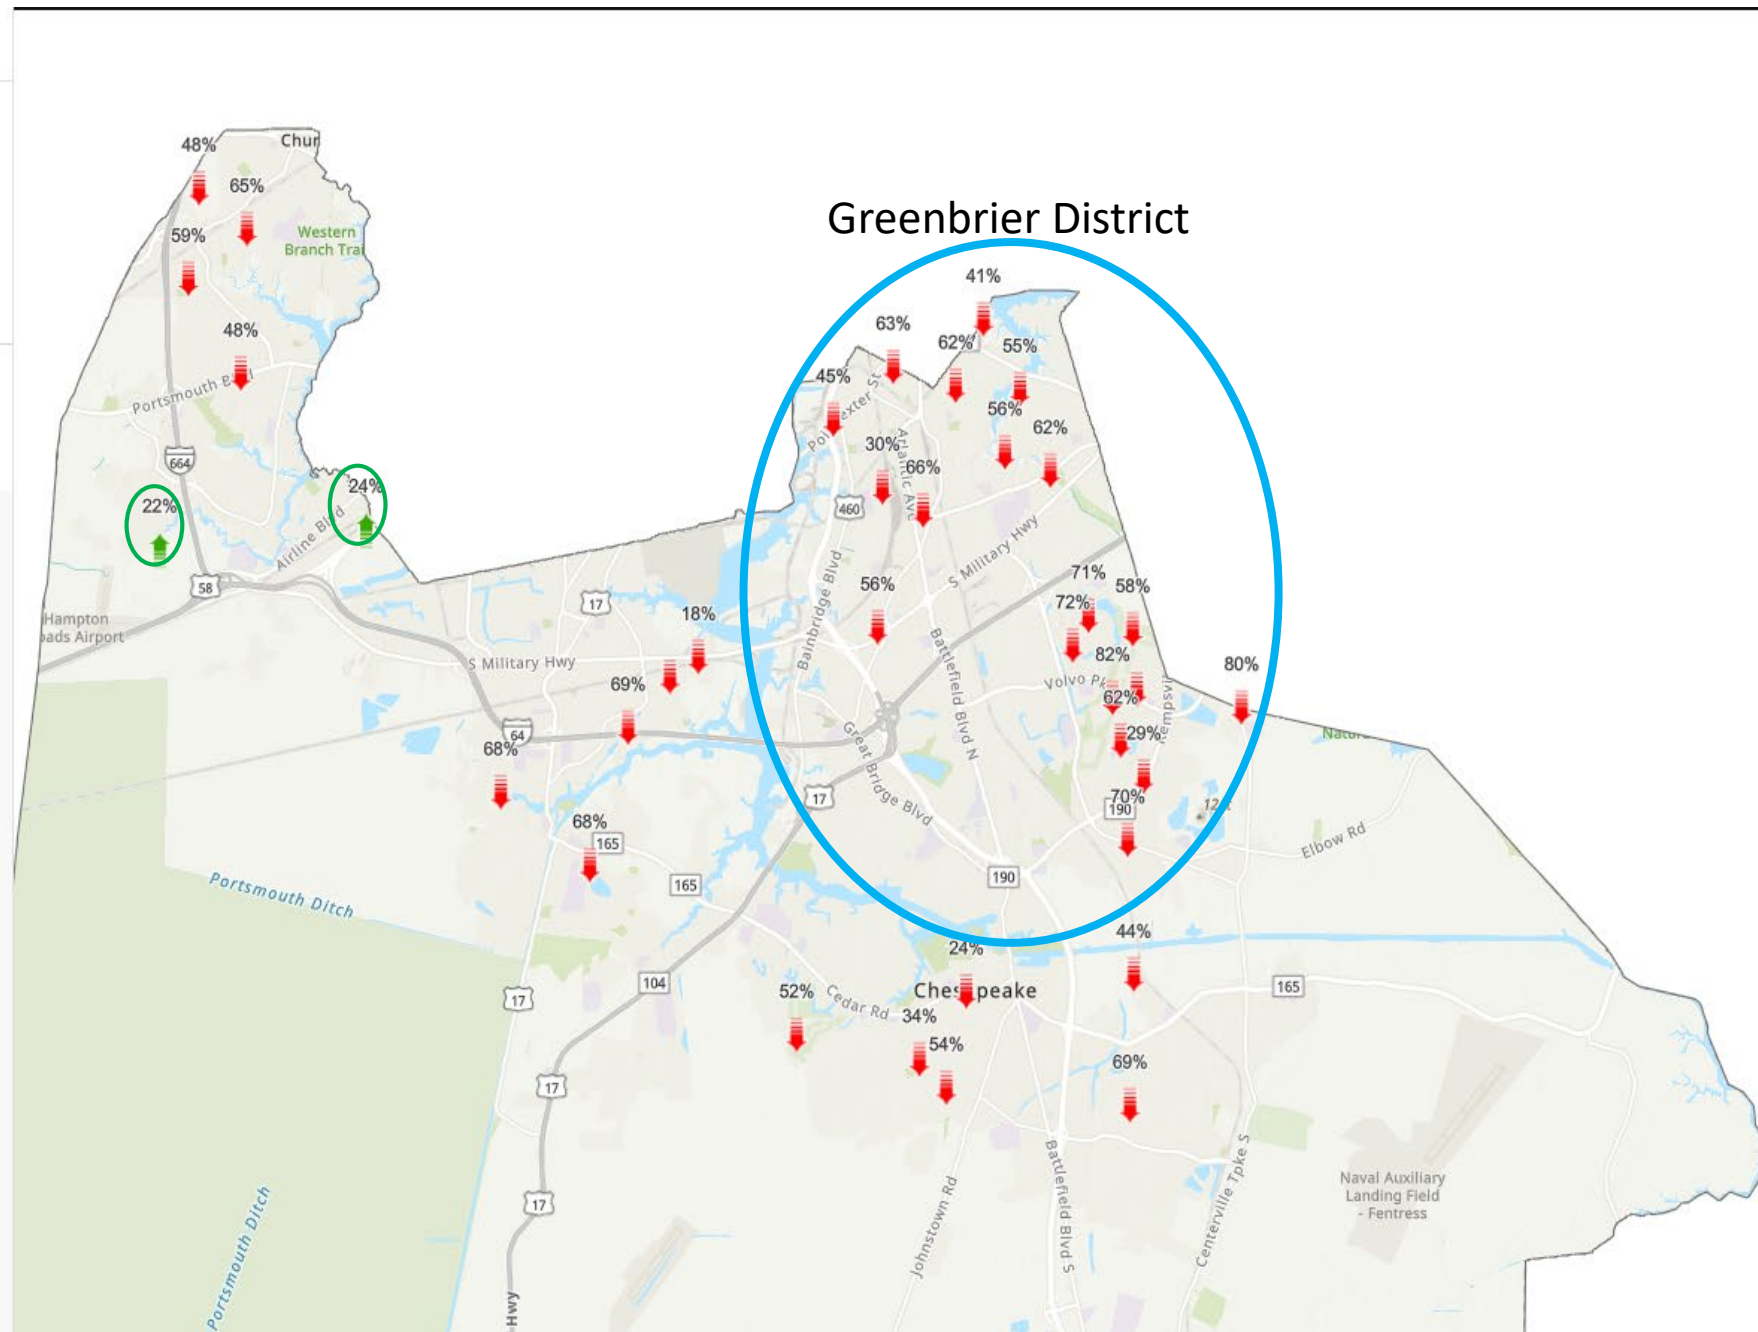 Chur
48%
65%
Western
Branch Trai
59%
Greenbrier District
41%
63%
62%
55%
48%
45%
Portsmouth
56%
62%
30%
66%
Atlantic Ave
664
24%
22%
460
Airline Blvd
S Military Hwy
58
17
Hampton
oads Airport
18%
56%
71%
58%
72%
Bainbridge Blvd
Battlefield Blvd N
S Military Hwy
82%
80%
69%
Volvo
62%
64
68%
29%
Natur
Great Bridge Blvd
17
70%
190
68%
165
Elbow Rd
Portsmouth Ditch
165
190
44%
24%
104
17
52%
Cedar Rd
Chesapeake
165
34%
54%
69%
17
Battlefield Blvd S
Centerville Tpke S
Naval Auxiliary
Landing Field
- Fentress
Johnstown Rd
Portsmouth Ditch
17
Hwy